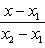 x − x₁
x₂ − x₁